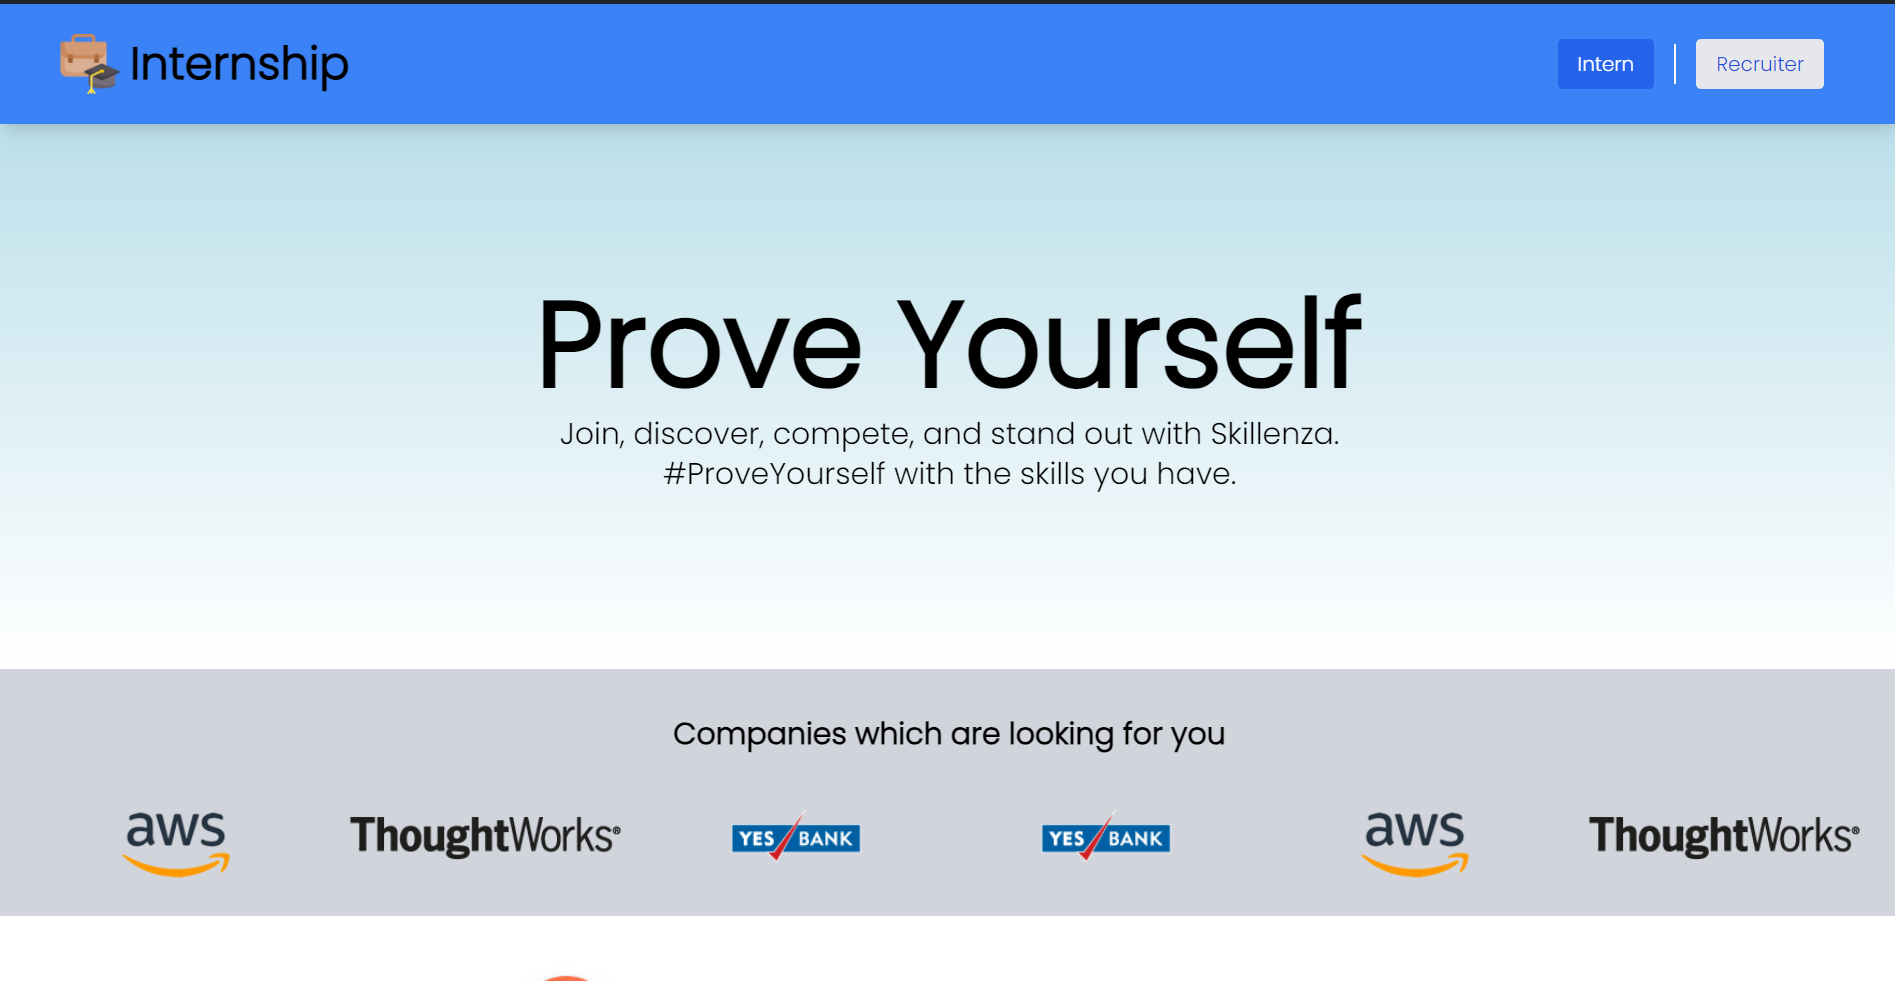 Internship
Intern
Recruiter
Prove Yourself
Join, discover, compete, and stand out with Skillenza.
#ProveYourself with the skills you have.
Companies which are looking for you
aws
ThoughtWorks®
YES BANK
YES BANK
aws
ThoughtWorks®